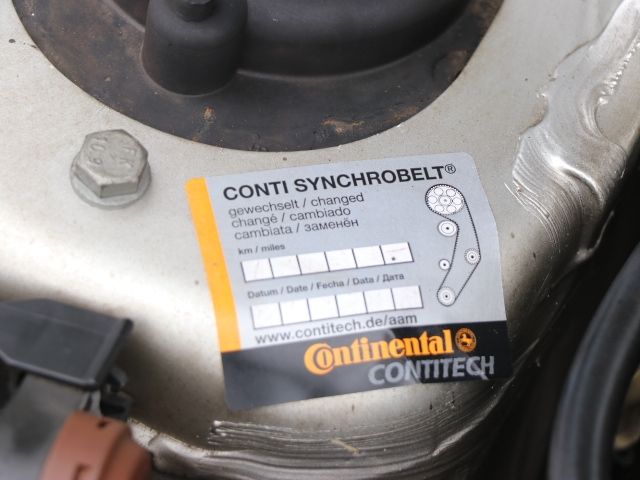 CONTI SYNCHROBELT®
gewechselt / changed
changé / cambiado
cambiata / заменён
km / miles
Datum / Date / Fecha / Data / Дата
www.contitech.de/aam
Continental
CONTITECH